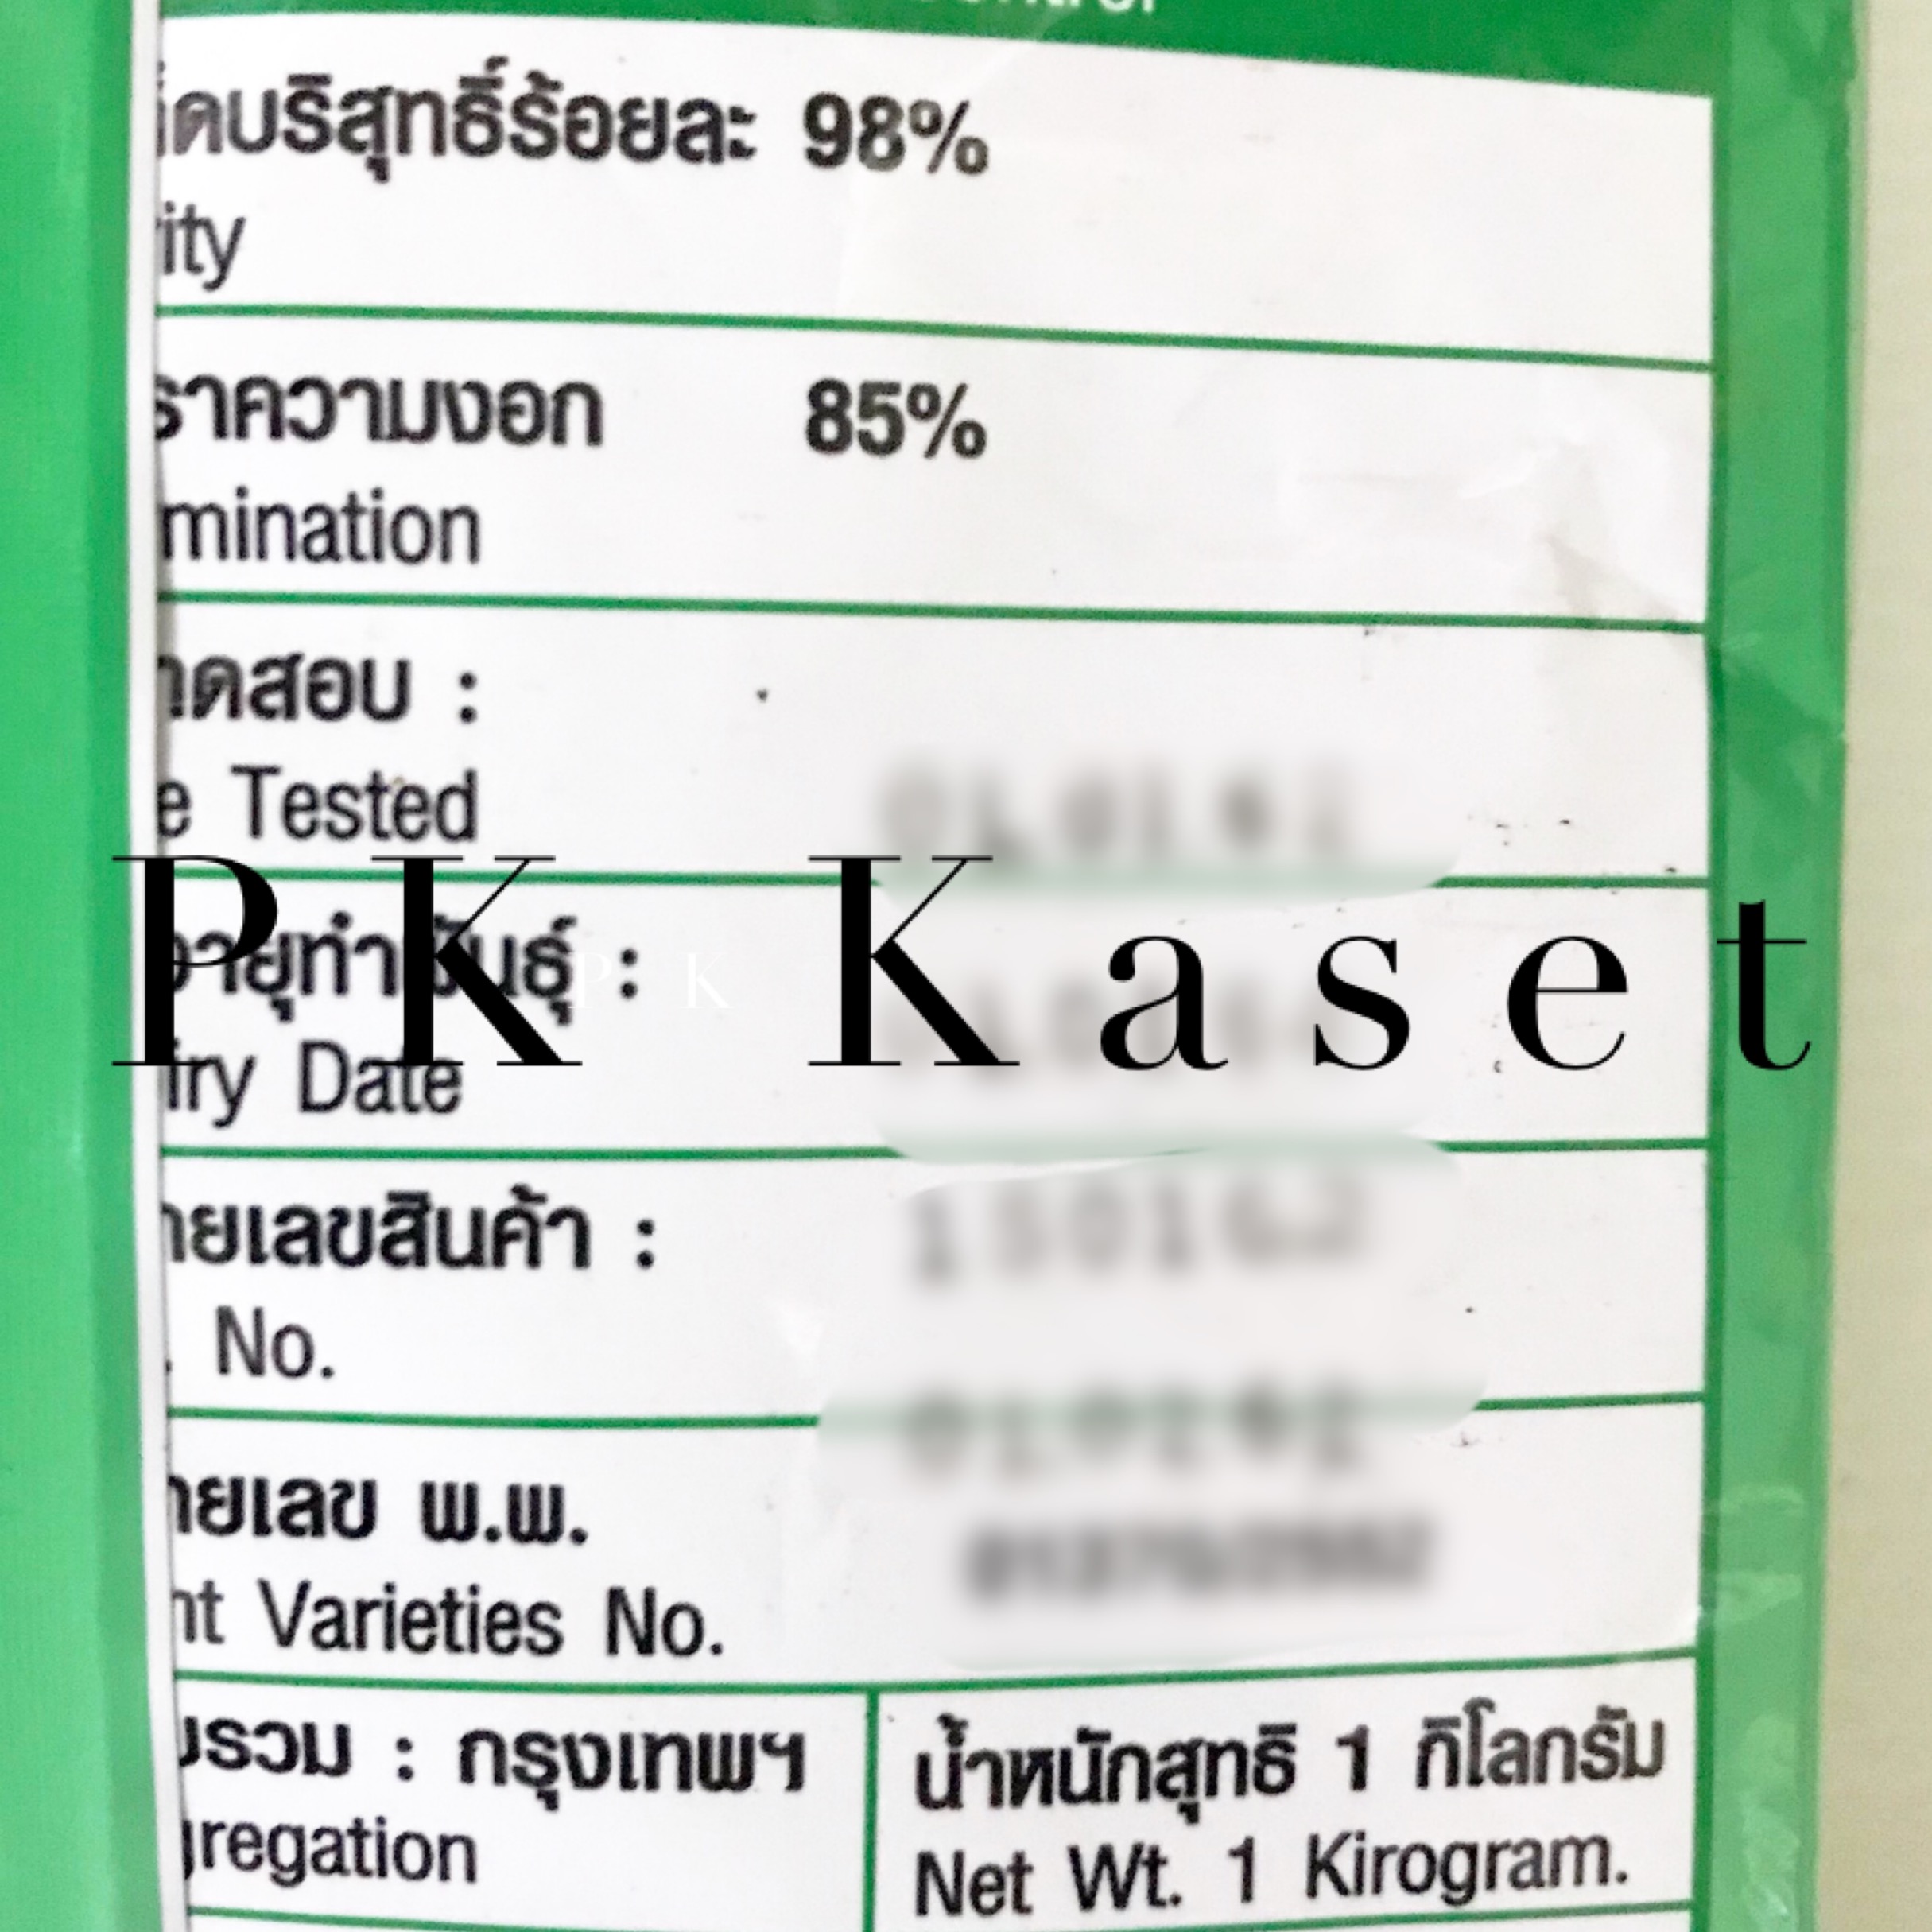 ดบริสุทธิ์ร้อยละ 98%
ity
ราความงอก 85%
mination
ดสอบ :
e Tested
P K Kaset
ายุทำพันธุ์ :
P K
iry Date
ายเลขสินค้า :
. No.
ายเลข พ.พ.
nt Varieties No.
รวม : กรุงเทพฯ
gregation
น้ำหนักสุทธิ 1 กิโลกรัม
Net Wt. 1 Kirogram.